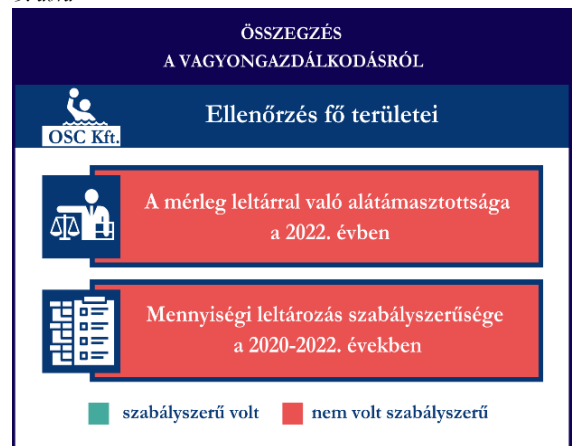 ÖSSZEGZÉS
A VAGYONGAZDÁLKODÁSRÓL
OSC Kft.
Ellenőrzés fő területei
A mérleg leltárral való alátámasztottsága
a 2022. évben
Mennyiségi leltározás szabályszerűsége
a 2020-2022. években
szabályszerű volt
nem volt szabályszerű